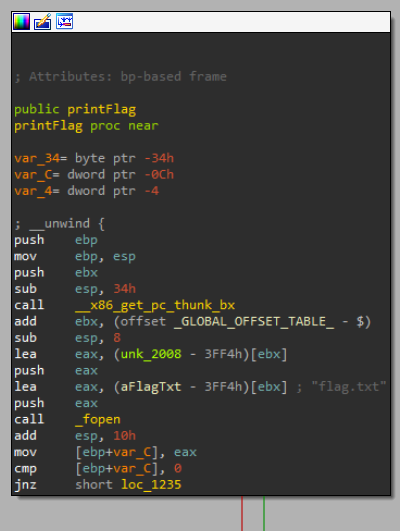 ; Attributes: bp-based frame
public printFlag
printFlag proc near
var_34= byte ptr -34h
var_C= dword ptr -0Ch
var_4= dword ptr -4
; __unwind {
push ebp
mov ebp, esp
push ebx
sub esp, 34h
call __x86_get_pc_thunk_bx
add ebx, (offset _GLOBAL_OFFSET_TABLE_ - $)
sub esp, 8
lea eax, (unk_2008 - 3FF4h)[ebx]
push eax
lea eax, (aFlagTxt - 3FF4h)[ebx] ; "flag.txt"
push eax
call _fopen
add esp, 10h
mov [ebp+var_C], eax
cmp [ebp+var_C], 0
jnz short loc_1235